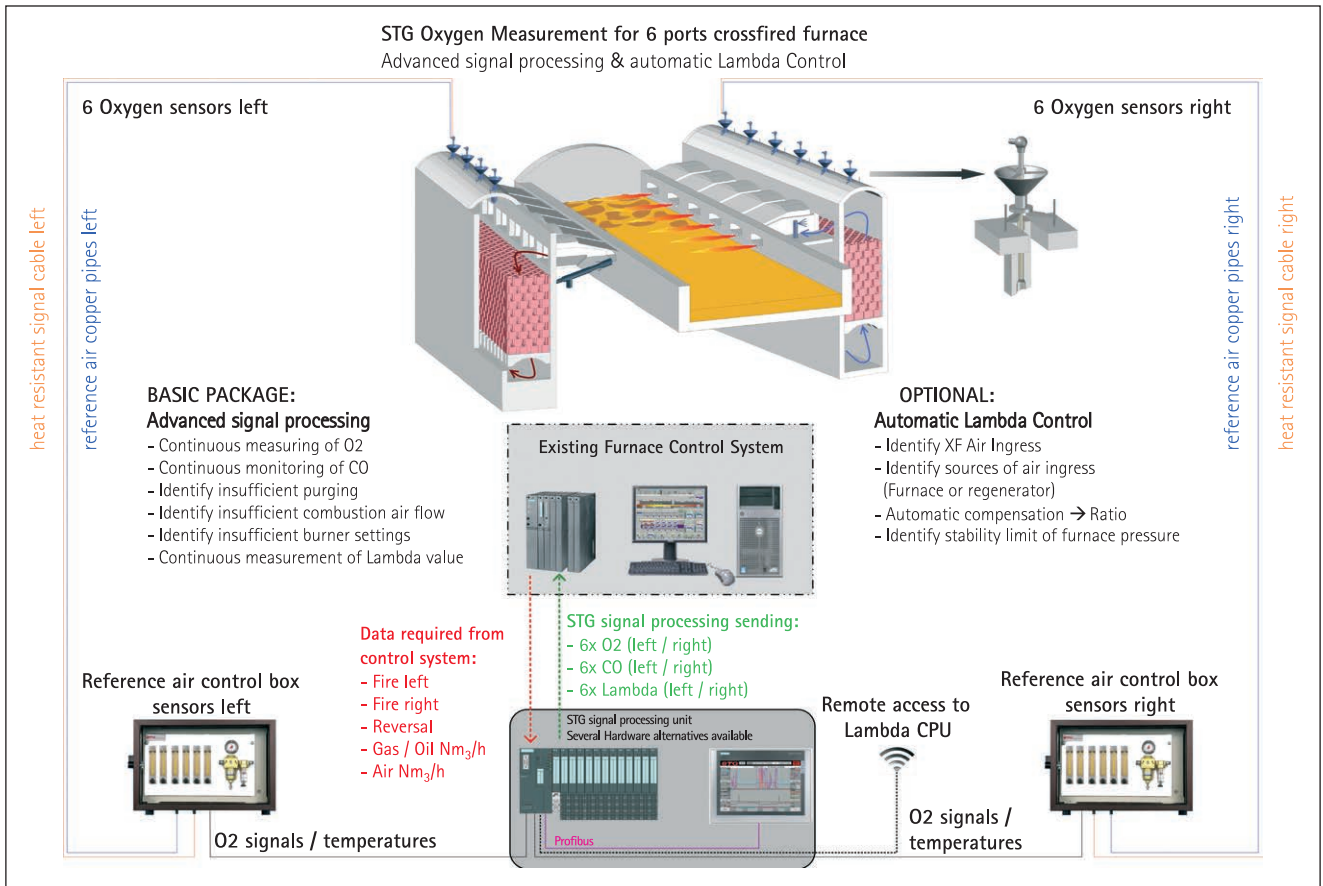 STG Oxygen Measurement for 6 ports crossfired furnace
Advanced signal processing & automatic Lambda Control
6 Oxygen sensors left
6 Oxygen sensors right
heat resistant signal cable left
reference air copper pipes left
reference air copper pipes right
heat resistant signal cable right
BASIC PACKAGE:
Advanced signal processing
- Continuous measuring of O2
- Continuous monitoring of CO
- Identify insufficient purging
- Identify insufficient combustion air flow
- Identify insufficient burner settings
- Continuous measurement of Lambda value
OPTIONAL:
Automatic Lambda Control
- Identify XF Air Ingress
- Identify sources of air ingress
(Furnace or regenerator)
- Automatic compensation → Ratio
- Identify stability limit of furnace pressure
Existing Furnace Control System
Data required from
control system:
- Fire left
- Fire right
- Reversal
- Gas / Oil Nm3/h
- Air Nm3/h
STG signal processing sending:
- 6x O2 (left / right)
- 6x CO (left / right)
- 6x Lambda (left / right)
Reference air control box
sensors left
STG signal processing unit
Several Hardware alternatives available
STG
Profibus
Remote access to
Lambda CPU
Reference air control box
sensors right
O2 signals / temperatures
O2 signals /
temperatures